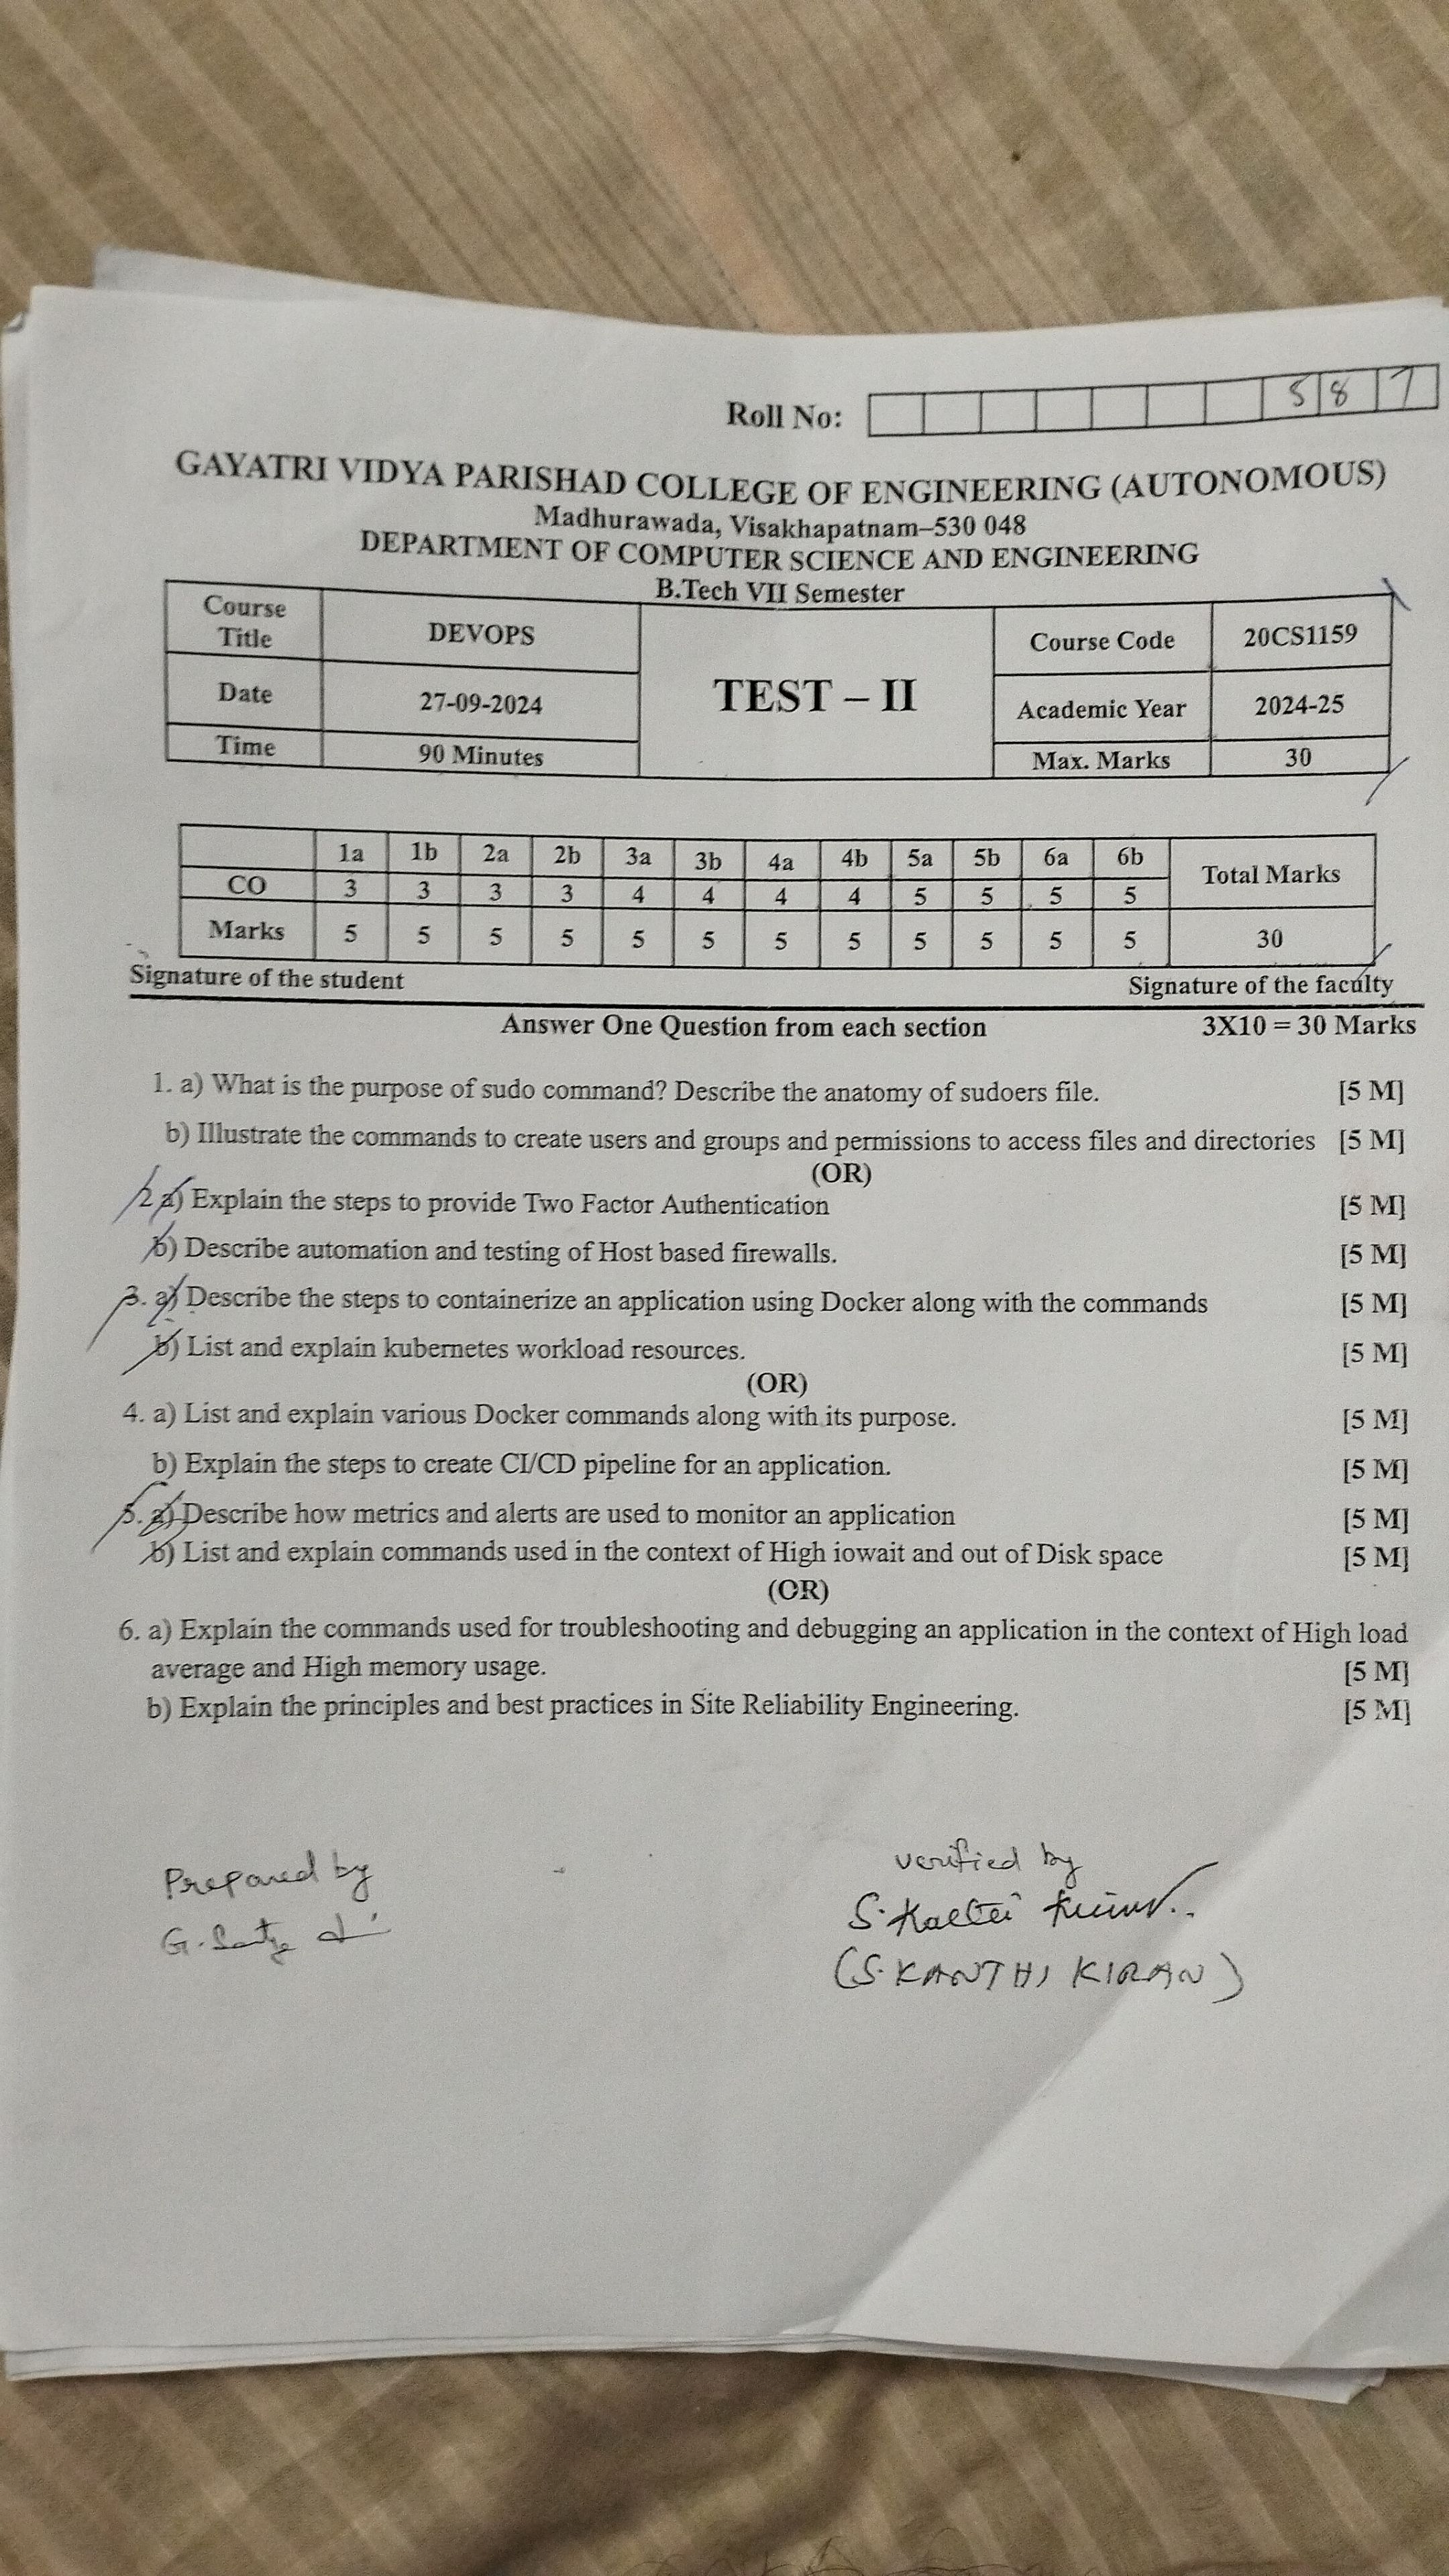 Roll No: 5 8 7
GAYATRI VIDYA PARISHAD COLLEGE OF ENGINEERING (AUTONOMOUS)
Madhurawada, Visakhapatnam–530 048
DEPARTMENT OF COMPUTER SCIENCE AND ENGINEERING
B.Tech VII Semester
Course Title DEVOPS TEST – II Course Code 20CS1159
Date 27-09-2024 Academic Year 2024-25
Time 90 Minutes Max. Marks 30
1a 1b 2a 2b 3a 3b 4a 4b 5a 5b 6a 6b Total Marks
CO 3 3 3 3 4 4 4 4 5 5 5 5
Marks 5 5 5 5 5 5 5 5 5 5 5 5 30
Signature of the student Signature of the faculty
Answer One Question from each section 3X10 = 30 Marks
1. a) What is the purpose of sudo command? Describe the anatomy of sudoers file. [5 M]
b) Illustrate the commands to create users and groups and permissions to access files and directories [5 M]
(OR)
2 a) Explain the steps to provide Two Factor Authentication [5 M]
b) Describe automation and testing of Host based firewalls. [5 M]
3. a) Describe the steps to containerize an application using Docker along with the commands [5 M]
b) List and explain kubernetes workload resources. [5 M]
(OR)
4. a) List and explain various Docker commands along with its purpose. [5 M]
b) Explain the steps to create CI/CD pipeline for an application. [5 M]
5. a) Describe how metrics and alerts are used to monitor an application [5 M]
b) List and explain commands used in the context of High iowait and out of Disk space [5 M]
(OR)
6. a) Explain the commands used for troubleshooting and debugging an application in the context of High load
average and High memory usage. [5 M]
b) Explain the principles and best practices in Site Reliability Engineering. [5 M]
Prepared by
verified by
G.
S.
(S. KANTHI KIRAN)